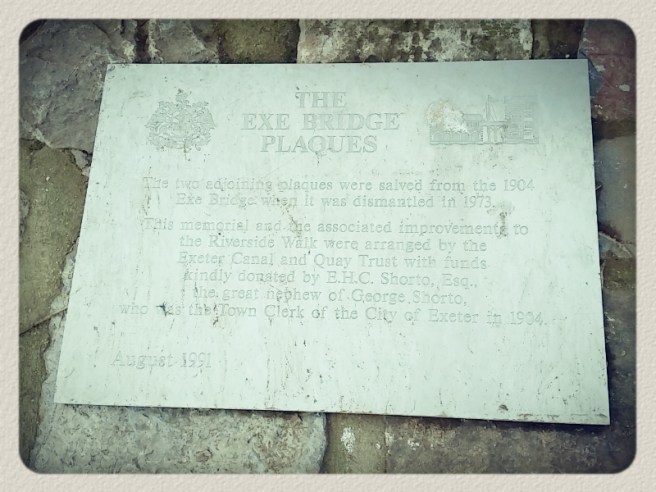 THE
EXE BRIDGE
PLAQUES
The two adjoining plaques were salved from the 1904
Exe Bridge when it was dismantled in 1973.
This memorial and the associated improvements to
the Riverside Walk were arranged by the
Exeter Canal and Quay Trust with funds
kindly donated by E.H.C. Shorto, Esq.,
the great nephew of George Shorto,
who was the Town Clerk of the City of Exeter in 1904.
August 1991